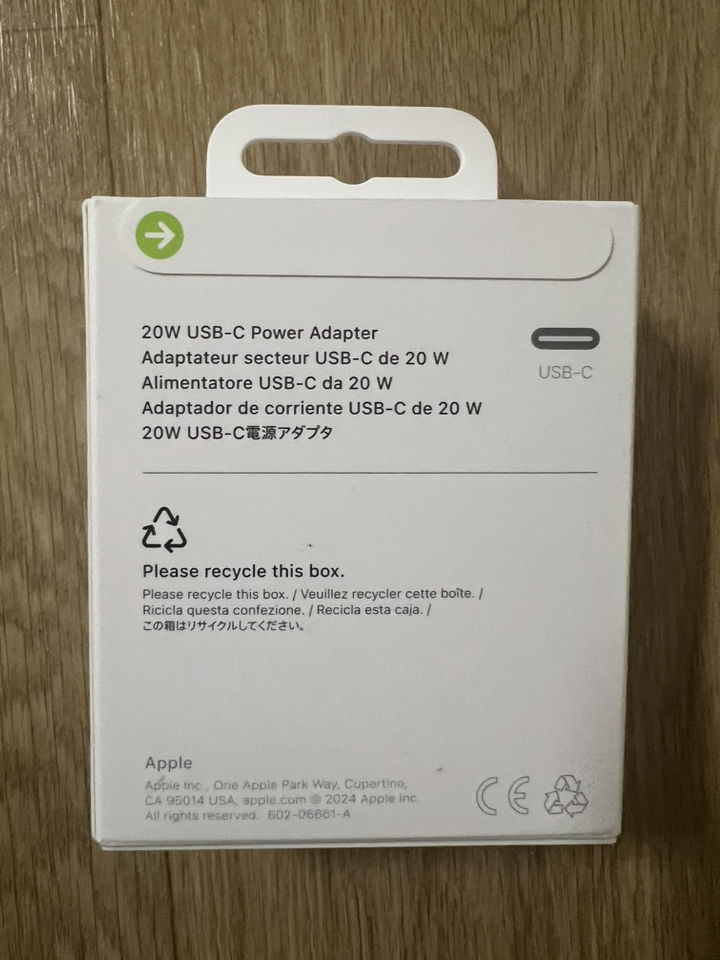 20W USB-C Power Adapter
Adaptateur secteur USB-C de 20 W
Alimentatore USB-C da 20 W
Adaptador de corriente USB-C de 20 W
20W USB-C電源アダプタ
USB-C
Please recycle this box.
Please recycle this box. / Veuillez recycler cette boîte. /
Ricicla questa confezione. / Recicla esta caja. /
この箱はリサイクルしてください。
Apple
Apple Inc., One Apple Park Way, Cupertino,
CA 95014 USA, apple.com © 2024 Apple Inc.
All rights reserved. 602-06661-A
CE